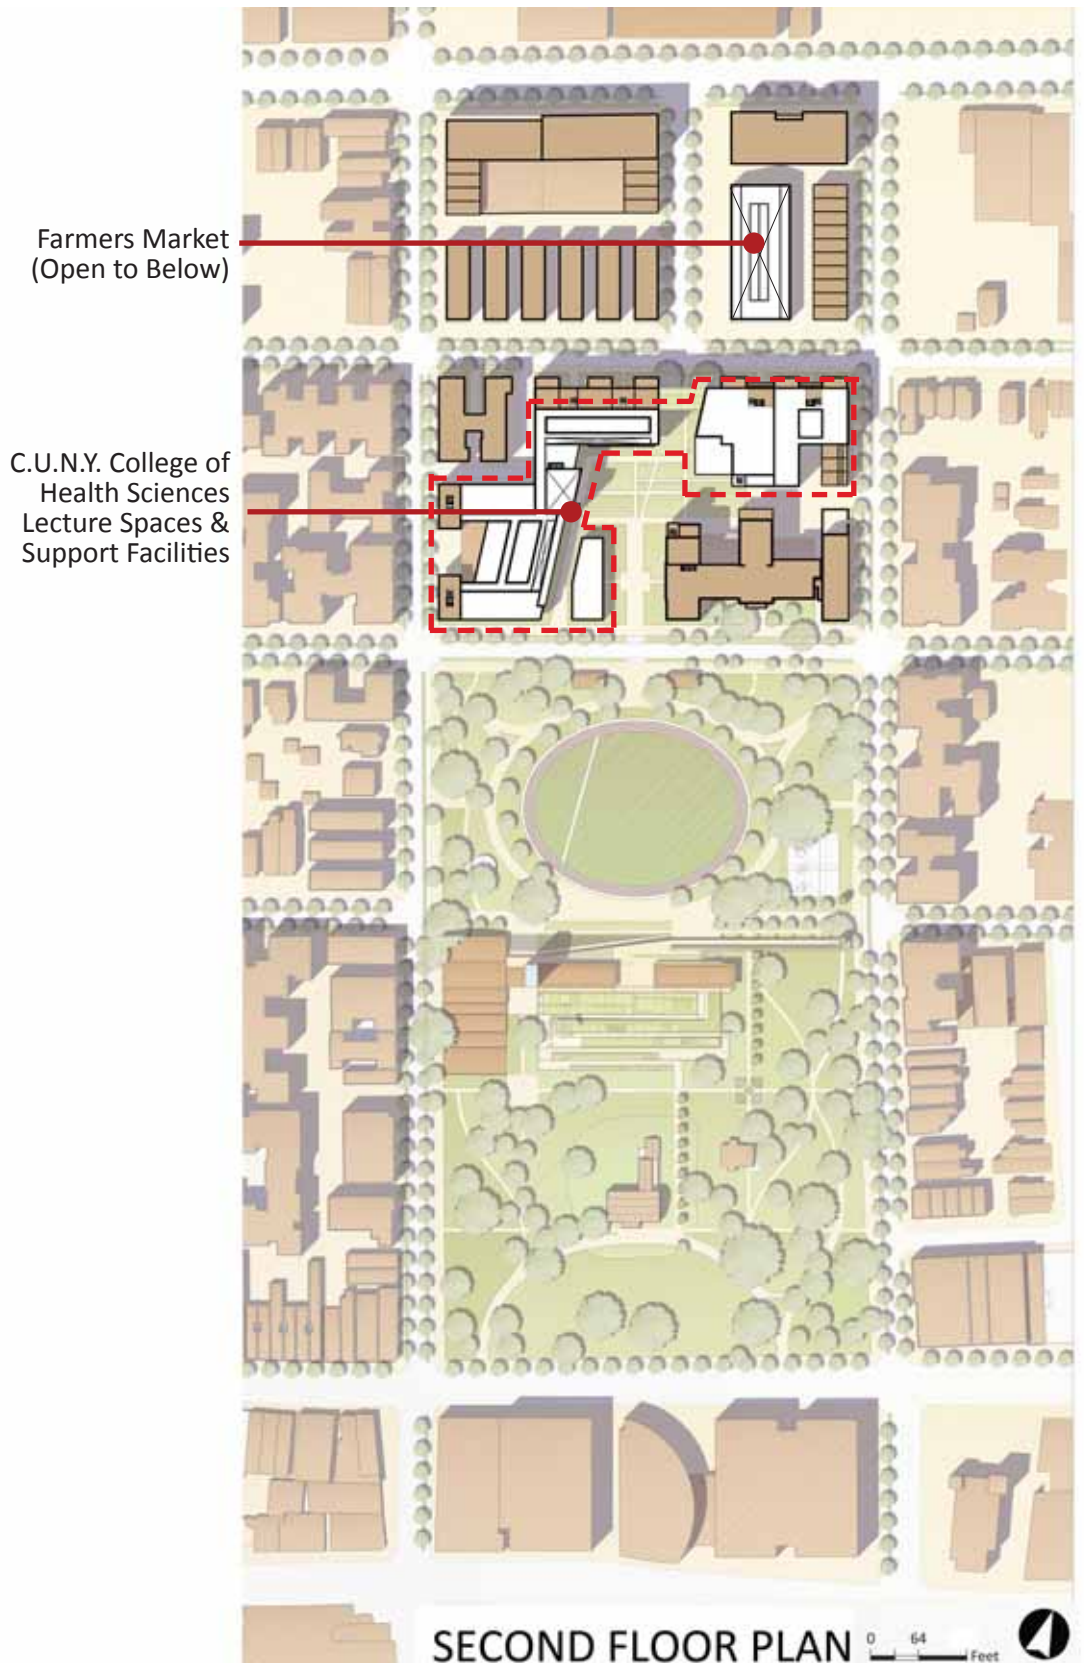 Farmers Market
(Open to Below)
C.U.N.Y. College of
Health Sciences
Lecture Spaces &
Support Facilities
SECOND FLOOR PLAN
0 64
Feet